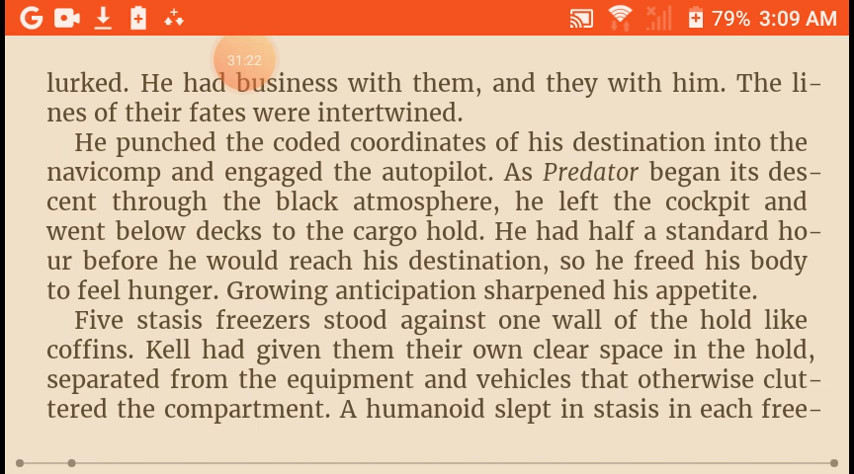 79% 3:09 AM
31:22
lurked. He had business with them, and they with him. The li-
nes of their fates were intertwined.
He punched the coded coordinates of his destination into the
navicomp and engaged the autopilot. As Predator began its des-
cent through the black atmosphere, he left the cockpit and
went below decks to the cargo hold. He had half a standard ho-
ur before he would reach his destination, so he freed his body
to feel hunger. Growing anticipation sharpened his appetite.
Five stasis freezers stood against one wall of the hold like
coffins. Kell had given them their own clear space in the hold,
separated from the equipment and vehicles that otherwise clut-
tered the compartment. A humanoid slept in stasis in each free-